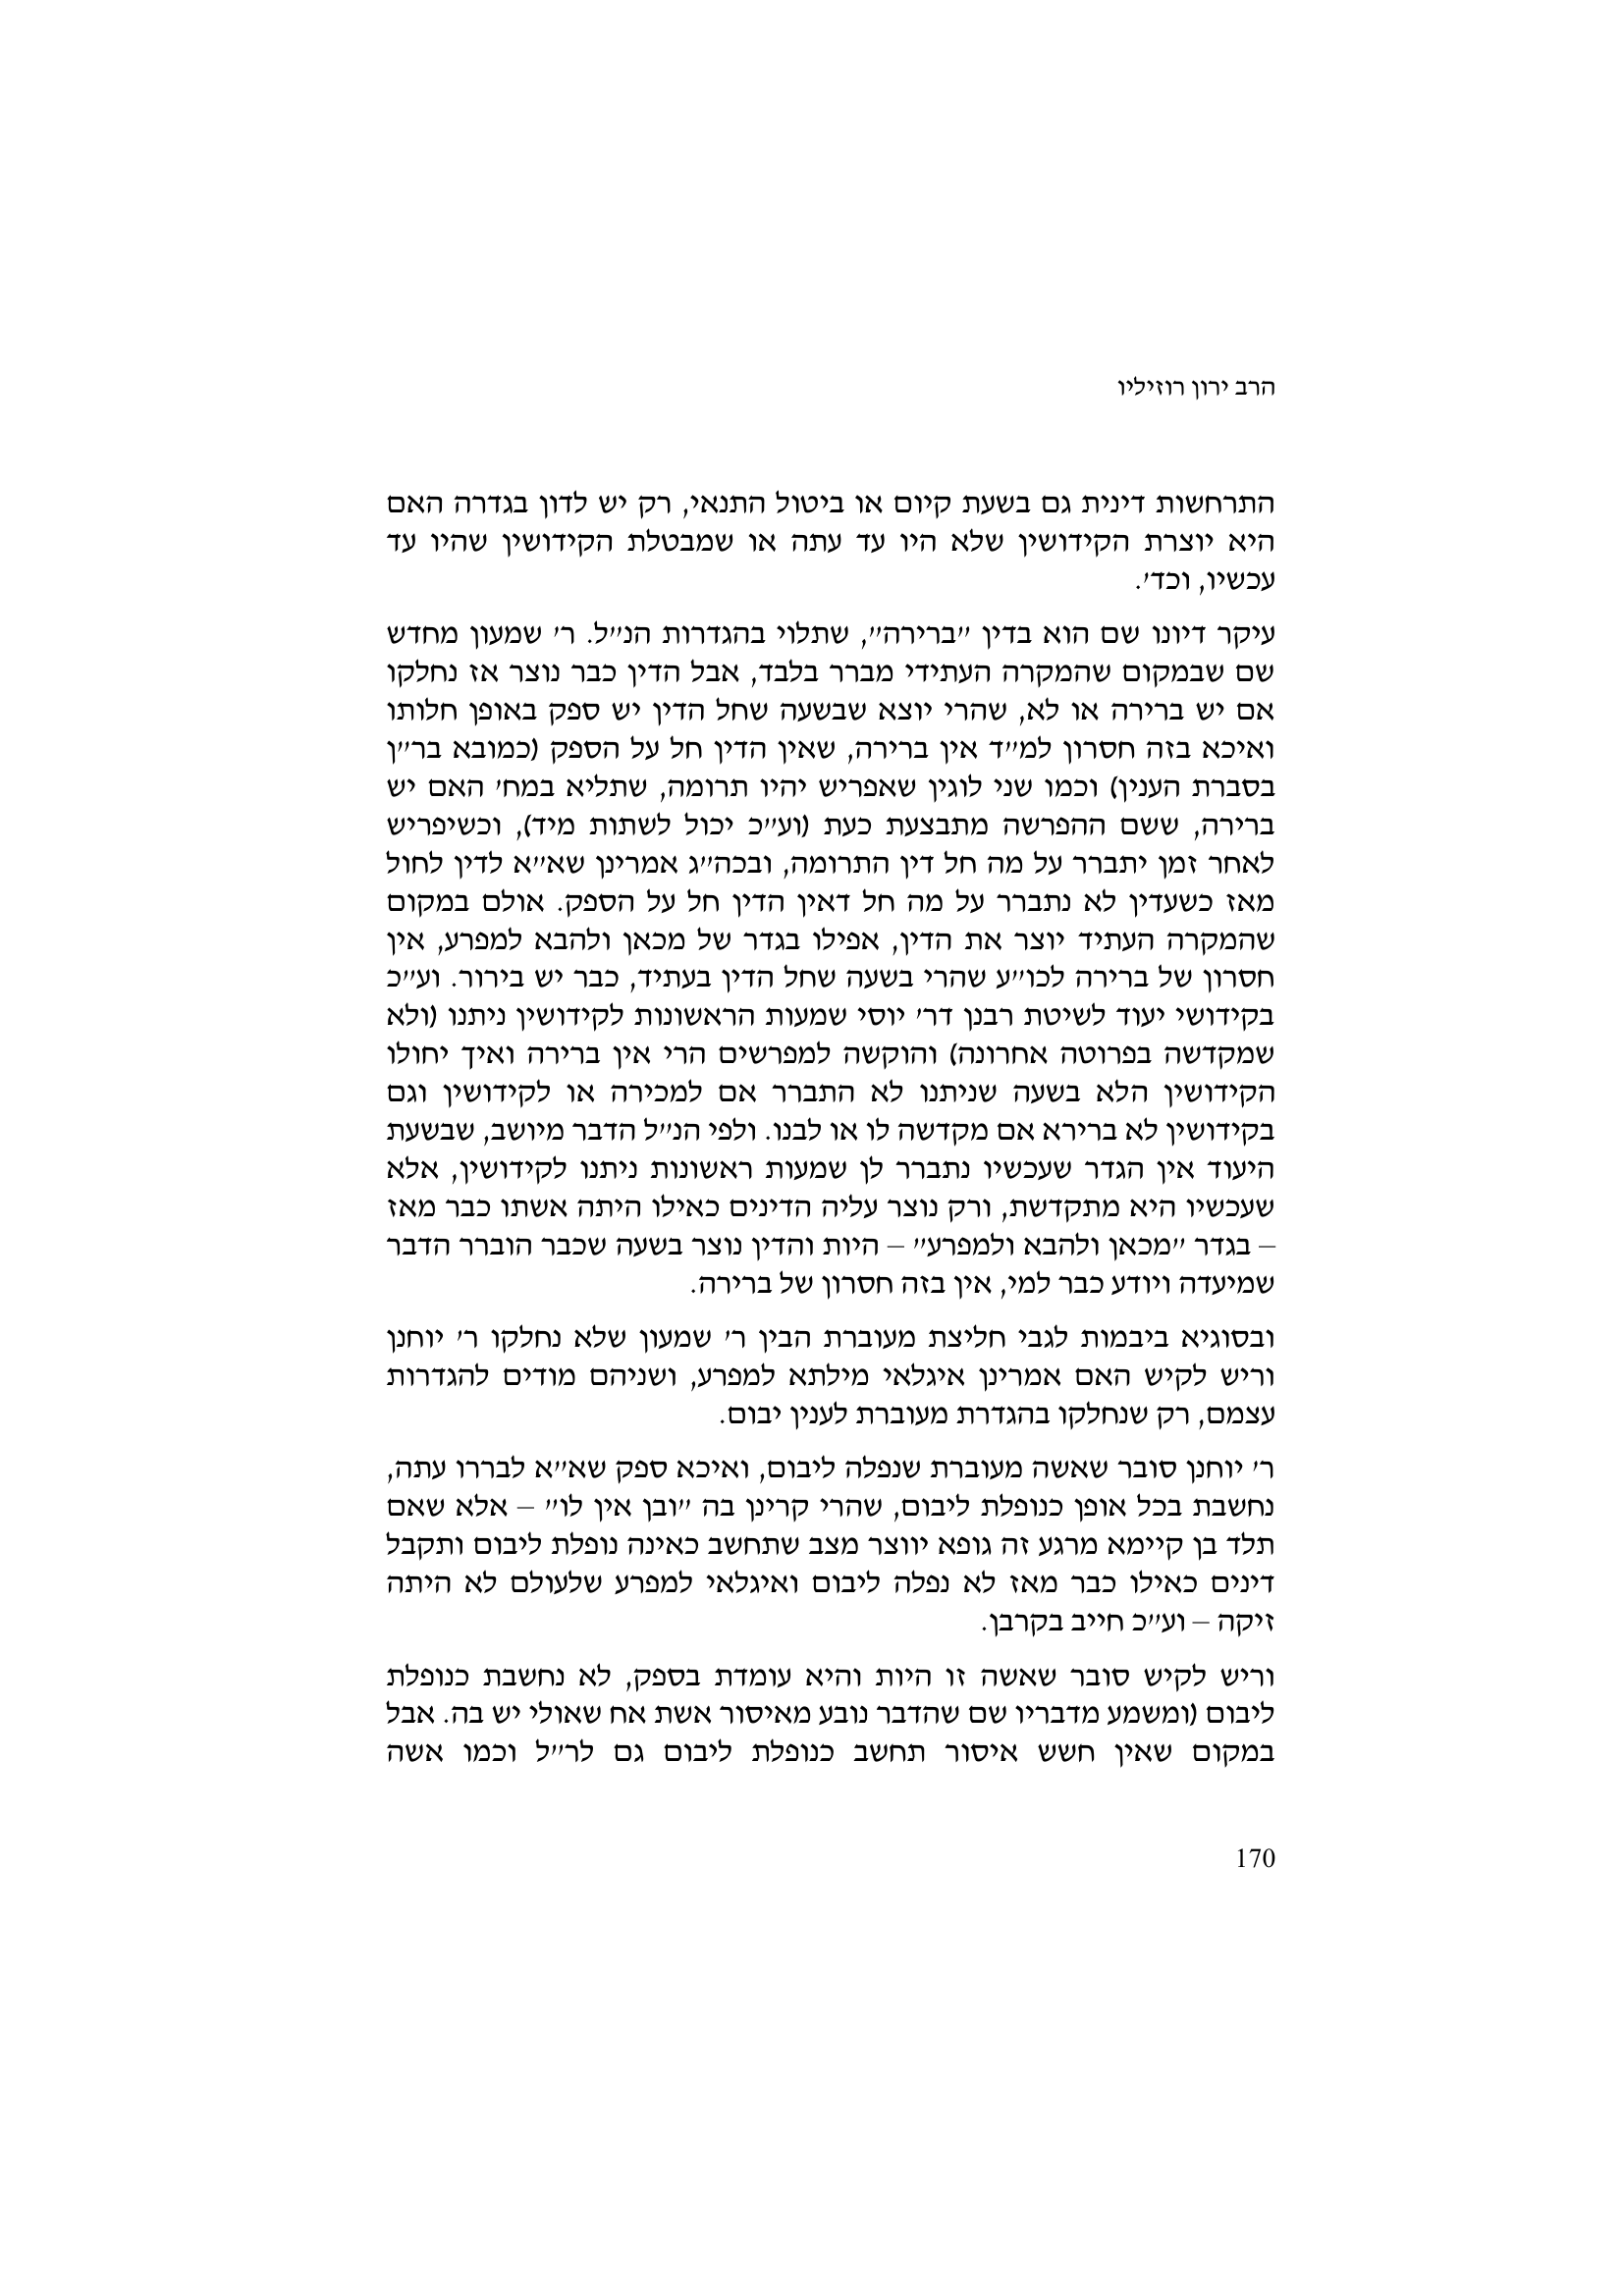 הרב ירון רוזיליו
התרחשות דינית גם בשעת קיום או ביטול התנאי, רק יש לדון בגדרה האם
היא יוצרת הקידושין שלא היו עד עתה או שמבטלת הקידושין שהיו עד
עכשיו, וכד׳.
עיקר דיונו שם הוא בדין ״ברירה״, שתלוי בהגדרות הנ״ל. ר׳ שמעון מחדש
שם שבמקום שהמקרה העתידי מברר בלבד, אבל הדין כבר נוצר אז נחלקו
אם יש ברירה או לא, שהרי יוצא שבשעה שחל הדין יש ספק באופן חלותו
ואיכא בזה חסרון למ״ד אין ברירה, שאין הדין חל על הספק (כמובא בר״ן
בסברת הענין) וכמו שני לוגין שאפריש יהיו תרומה, שתליא במח׳ האם יש
ברירה, ששם ההפרשה מתבצעת כעת (וע״כ יכול לשתות מיד), וכשיפריש
לאחר זמן יתברר על מה חל דין התרומה, ובכה״ג אמרינן שא״א לדין לחול
מאז כשעדין לא נתברר על מה חל דאין הדין חל על הספק. אולם במקום
שהמקרה העתיד יוצר את הדין, אפילו בגדר של מכאן ולהבא למפרע, אין
חסרון של ברירה לכו״ע שהרי בשעה שחל הדין בעתיד, כבר יש בירור. וע״כ
בקידושי יעוד לשיטת רבנן דר׳ יוסי שמעות הראשונות לקידושין ניתנו (ולא
שמקדשה בפרוטה אחרונה) והוקשה למפרשים הרי אין ברירה ואיך יחולו
הקידושין הלא בשעה שניתנו לא התברר אם למכירה או לקידושין וגם
בקידושין לא ברירא אם מקדשה לו או לבנו. ולפי הנ״ל הדבר מיושב, שבשעת
היעוד אין הגדר שעכשיו נתברר לן שמעות ראשונות ניתנו לקידושין, אלא
שעכשיו היא מתקדשת, ורק נוצר עליה הדינים כאילו היתה אשתו כבר מאז
– בגדר ״מכאן ולהבא ולמפרע״ – היות והדין נוצר בשעה שכבר הוברר הדבר
שמיעדה ויודע כבר למי, אין בזה חסרון של ברירה.
ובסוגיא ביבמות לגבי חליצת מעוברת הבין ר׳ שמעון שלא נחלקו ר׳ יוחנן
וריש לקיש האם אמרינן איגלאי מילתא למפרע, ושניהם מודים להגדרות
עצמם, רק שנחלקו בהגדרת מעוברת לענין יבום.
ר׳ יוחנן סובר שאשה מעוברת שנפלה ליבום, ואיכא ספק שא״א לבררו עתה,
נחשבת בכל אופן כנופלת ליבום, שהרי קרינן בה ״ובן אין לו״ – אלא שאם
תלד בן קיימא מרגע זה גופא יווצר מצב שתחשב כאינה נופלת ליבום ותקבל
דינים כאילו כבר מאז לא נפלה ליבום ואיגלאי למפרע שלעולם לא היתה
זיקה – וע״כ חייב בקרבן.
וריש לקיש סובר שאשה זו היות והיא עומדת בספק, לא נחשבת כנופלת
ליבום (ומשמע מדבריו שם שהדבר נובע מאיסור אשת אח שאולי יש בה. אבל
במקום שאין חשש איסור תחשב כנופלת ליבום גם לר״ל וכמו אשה
170